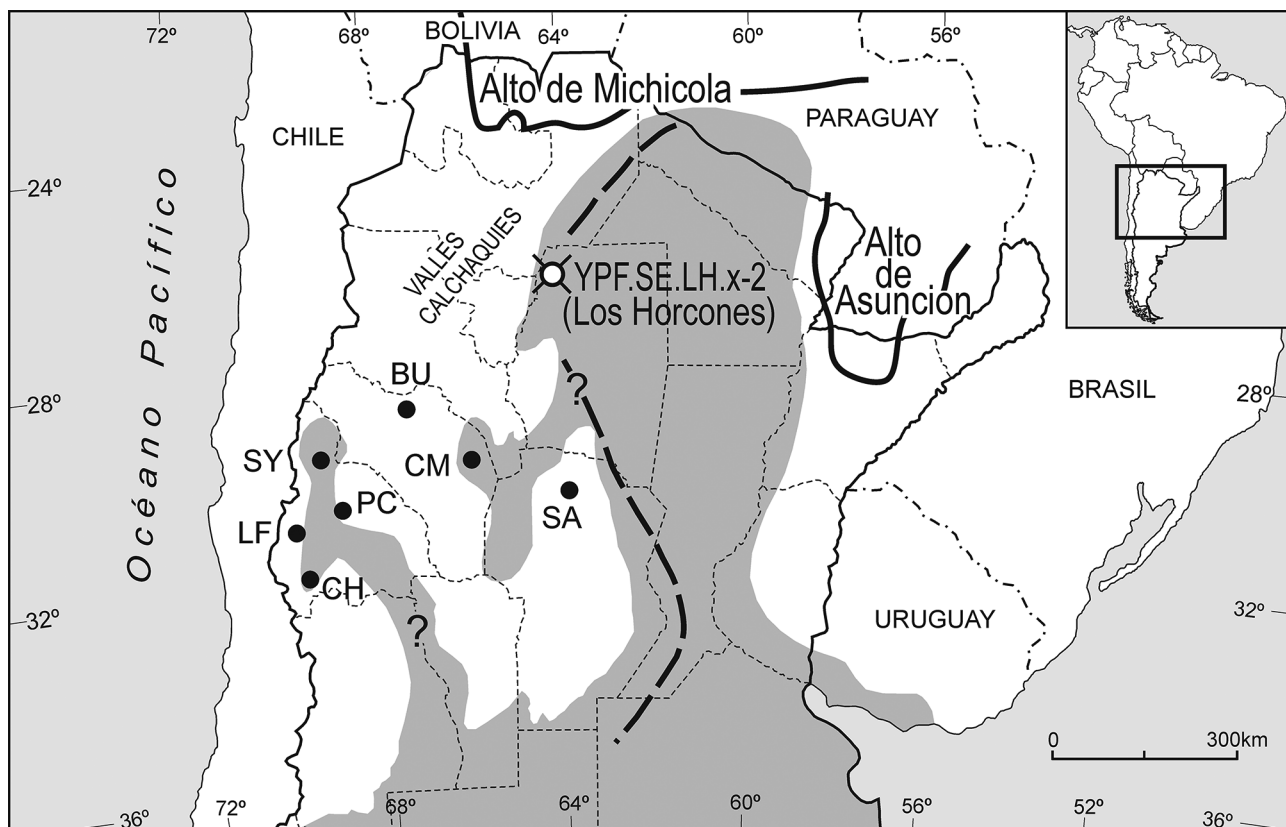 72º
68º
BOLIVIA
64º
60º
56º
Alto de Michicola
CHILE
PARAGUAY
24º
Océano Pacífico
VALLES
CALCHAQUIES
Alto
de
Asunción
YPF.SE.LH.x-2
(Los Horcones)
BRASIL
28º
BU
?
28º
SY
CM
PC
SA
LF
CH
32º
?
URUGUAY
32º
0
300km
36º
72º
68º
64º
60º
56º
52º
36º